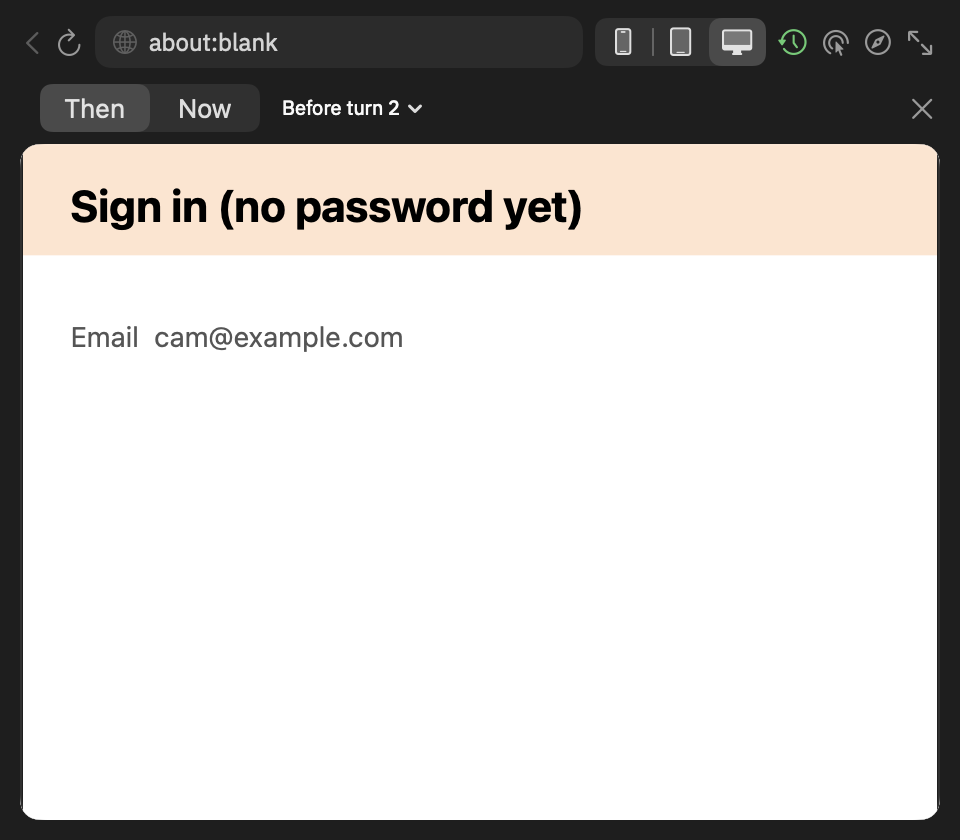 about:blank
Then Now Before turn 2
Sign in (no password yet)
Email cam@example.com